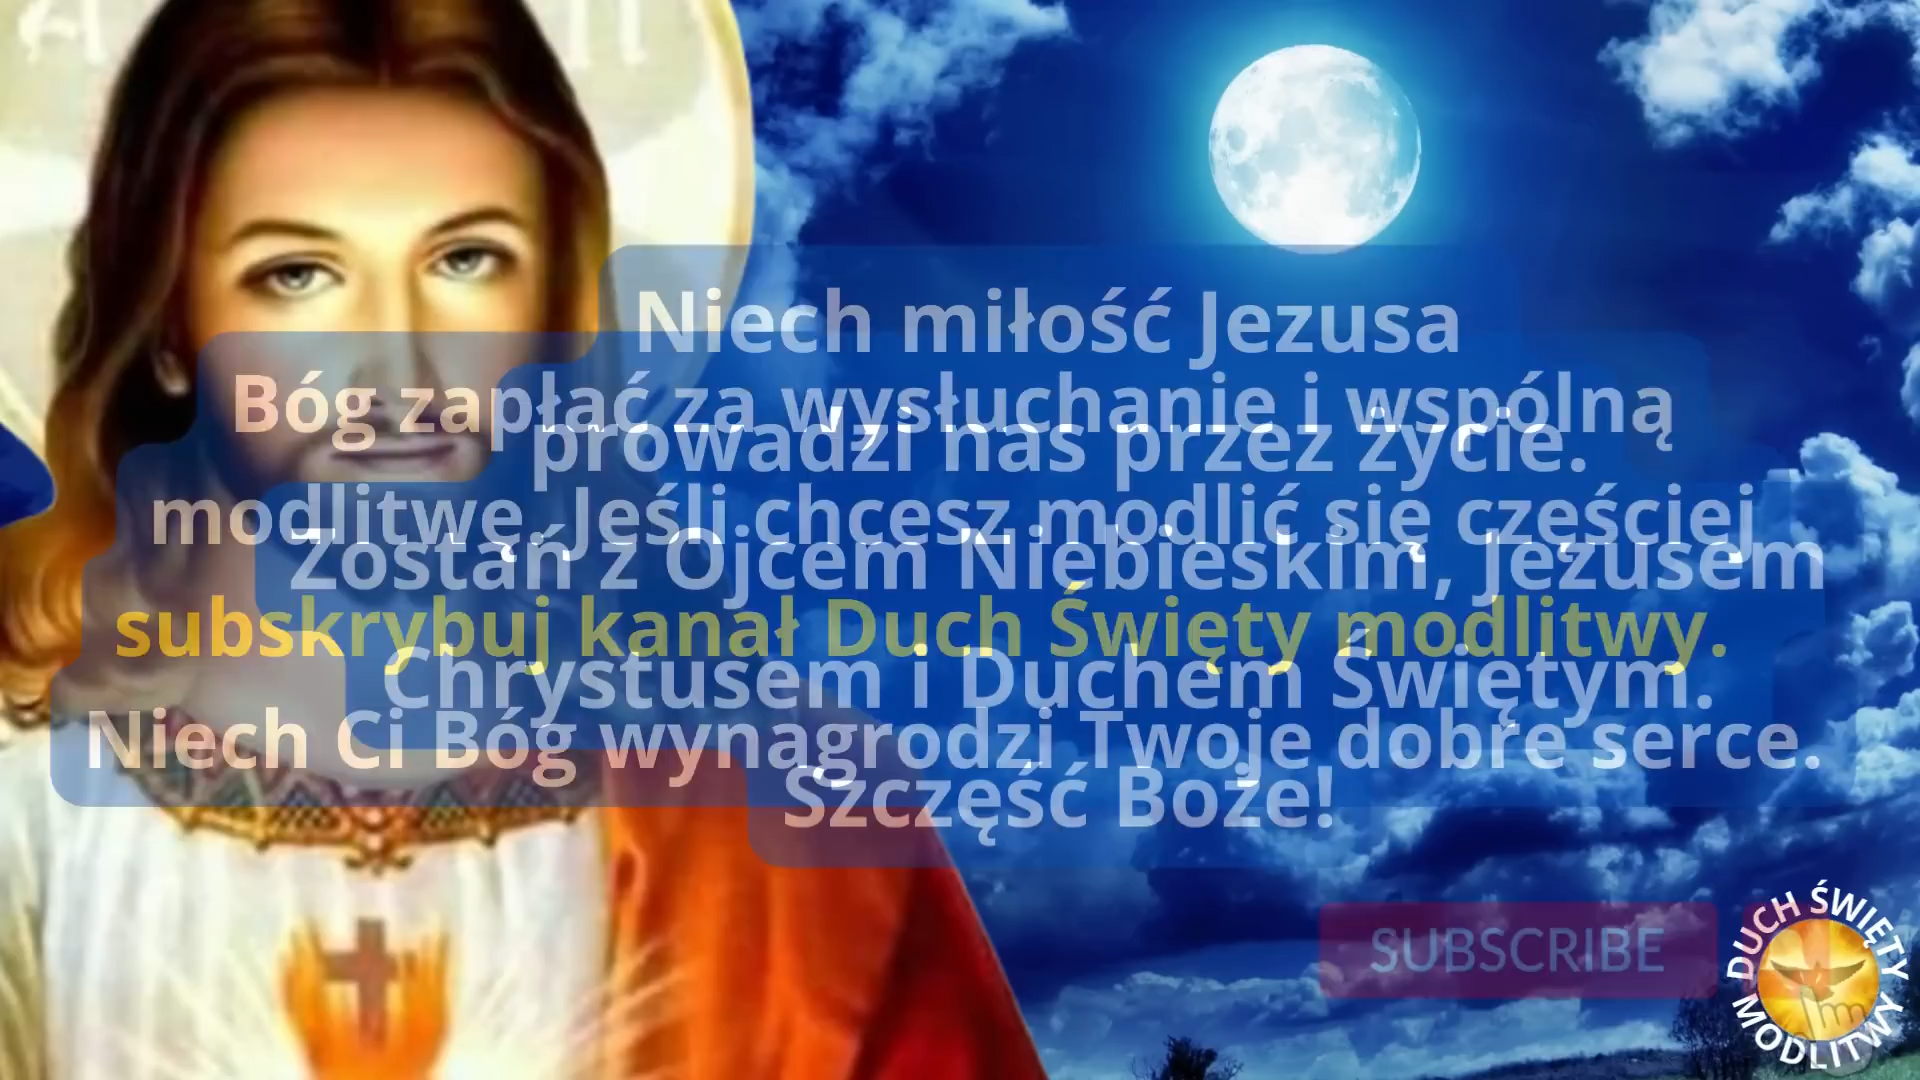 Niech miłość Jezusa
prowadzi nas przez życie.
Zostań z Ojcem Niebieskim, Jezusem
Chrystusem i Duchem Świętym.
Szczęść Boże!
Bóg zapłać za wysłuchanie i wspólną
modlitwę. Jeśli chcesz modlić się częściej
subskrybuj kanał Duch Święty modlitwy.
Niech Ci Bóg wynagrodzi Twoje dobre serce.
SUBSCRIBE
DUCH ŚWIĘTY
MODLITWY